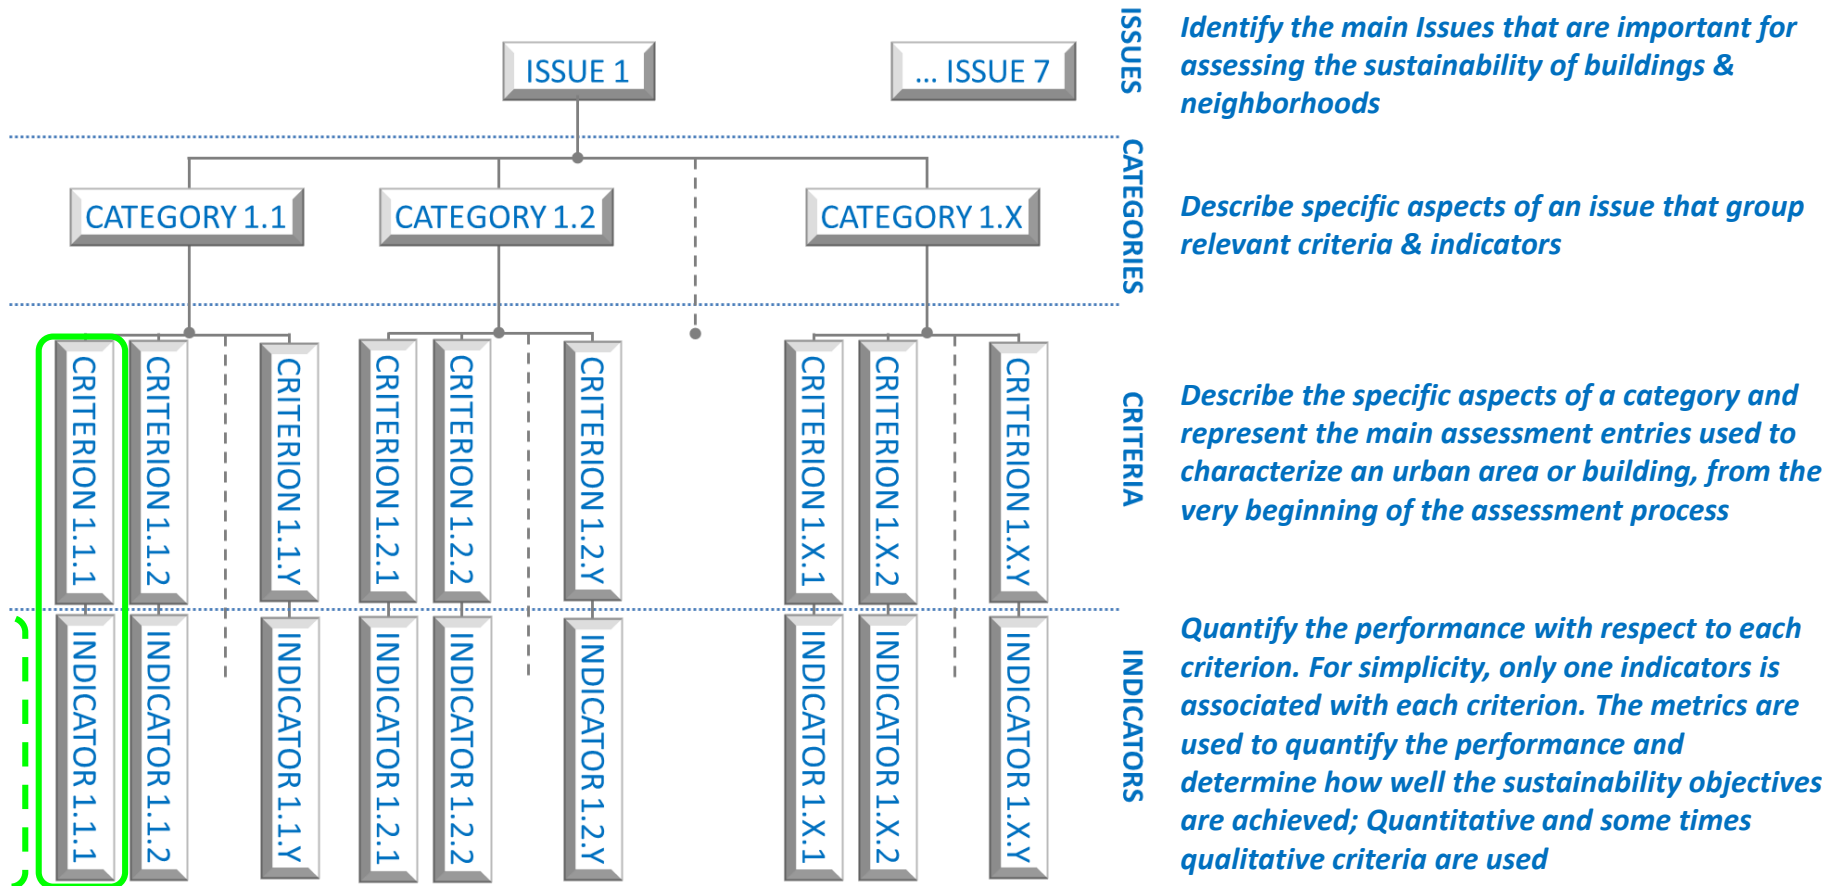 ISSUE 1
... ISSUE 7
ISSUES
Identify the main Issues that are important for
assessing the sustainability of buildings &
neighborhoods
CATEGORY 1.1
CATEGORY 1.2
CATEGORY 1.X
CATEGORIES
Describe specific aspects of an issue that group
relevant criteria & indicators
CRITERION 1.1.1
CRITERION 1.1.2
CRITERION 1.1.Y
CRITERION 1.2.1
CRITERION 1.2.2
CRITERION 1.2.Y
CRITERION 1.X.1
CRITERION 1.X.2
CRITERION 1.X.Y
CRITERIA
Describe the specific aspects of a category and
represent the main assessment entries used to
characterize an urban area or building, from the
very beginning of the assessment process
INDICATOR 1.1.1
INDICATOR 1.1.2
INDICATOR 1.1.Y
INDICATOR 1.2.1
INDICATOR 1.2.2
INDICATOR 1.2.Y
INDICATOR 1.X.1
INDICATOR 1.X.2
INDICATOR 1.X.Y
INDICATORS
Quantify the performance with respect to each
criterion. For simplicity, only one indicators is
associated with each criterion. The metrics are
used to quantify the performance and
determine how well the sustainability objectives
are achieved; Quantitative and some times
qualitative criteria are used